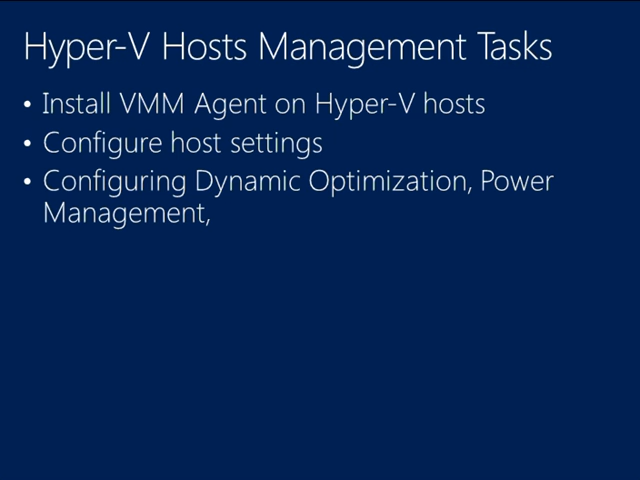 Hyper-V Hosts Management Tasks
• Install VMM Agent on Hyper-V hosts
• Configure host settings
• Configuring Dynamic Optimization, Power
Management,